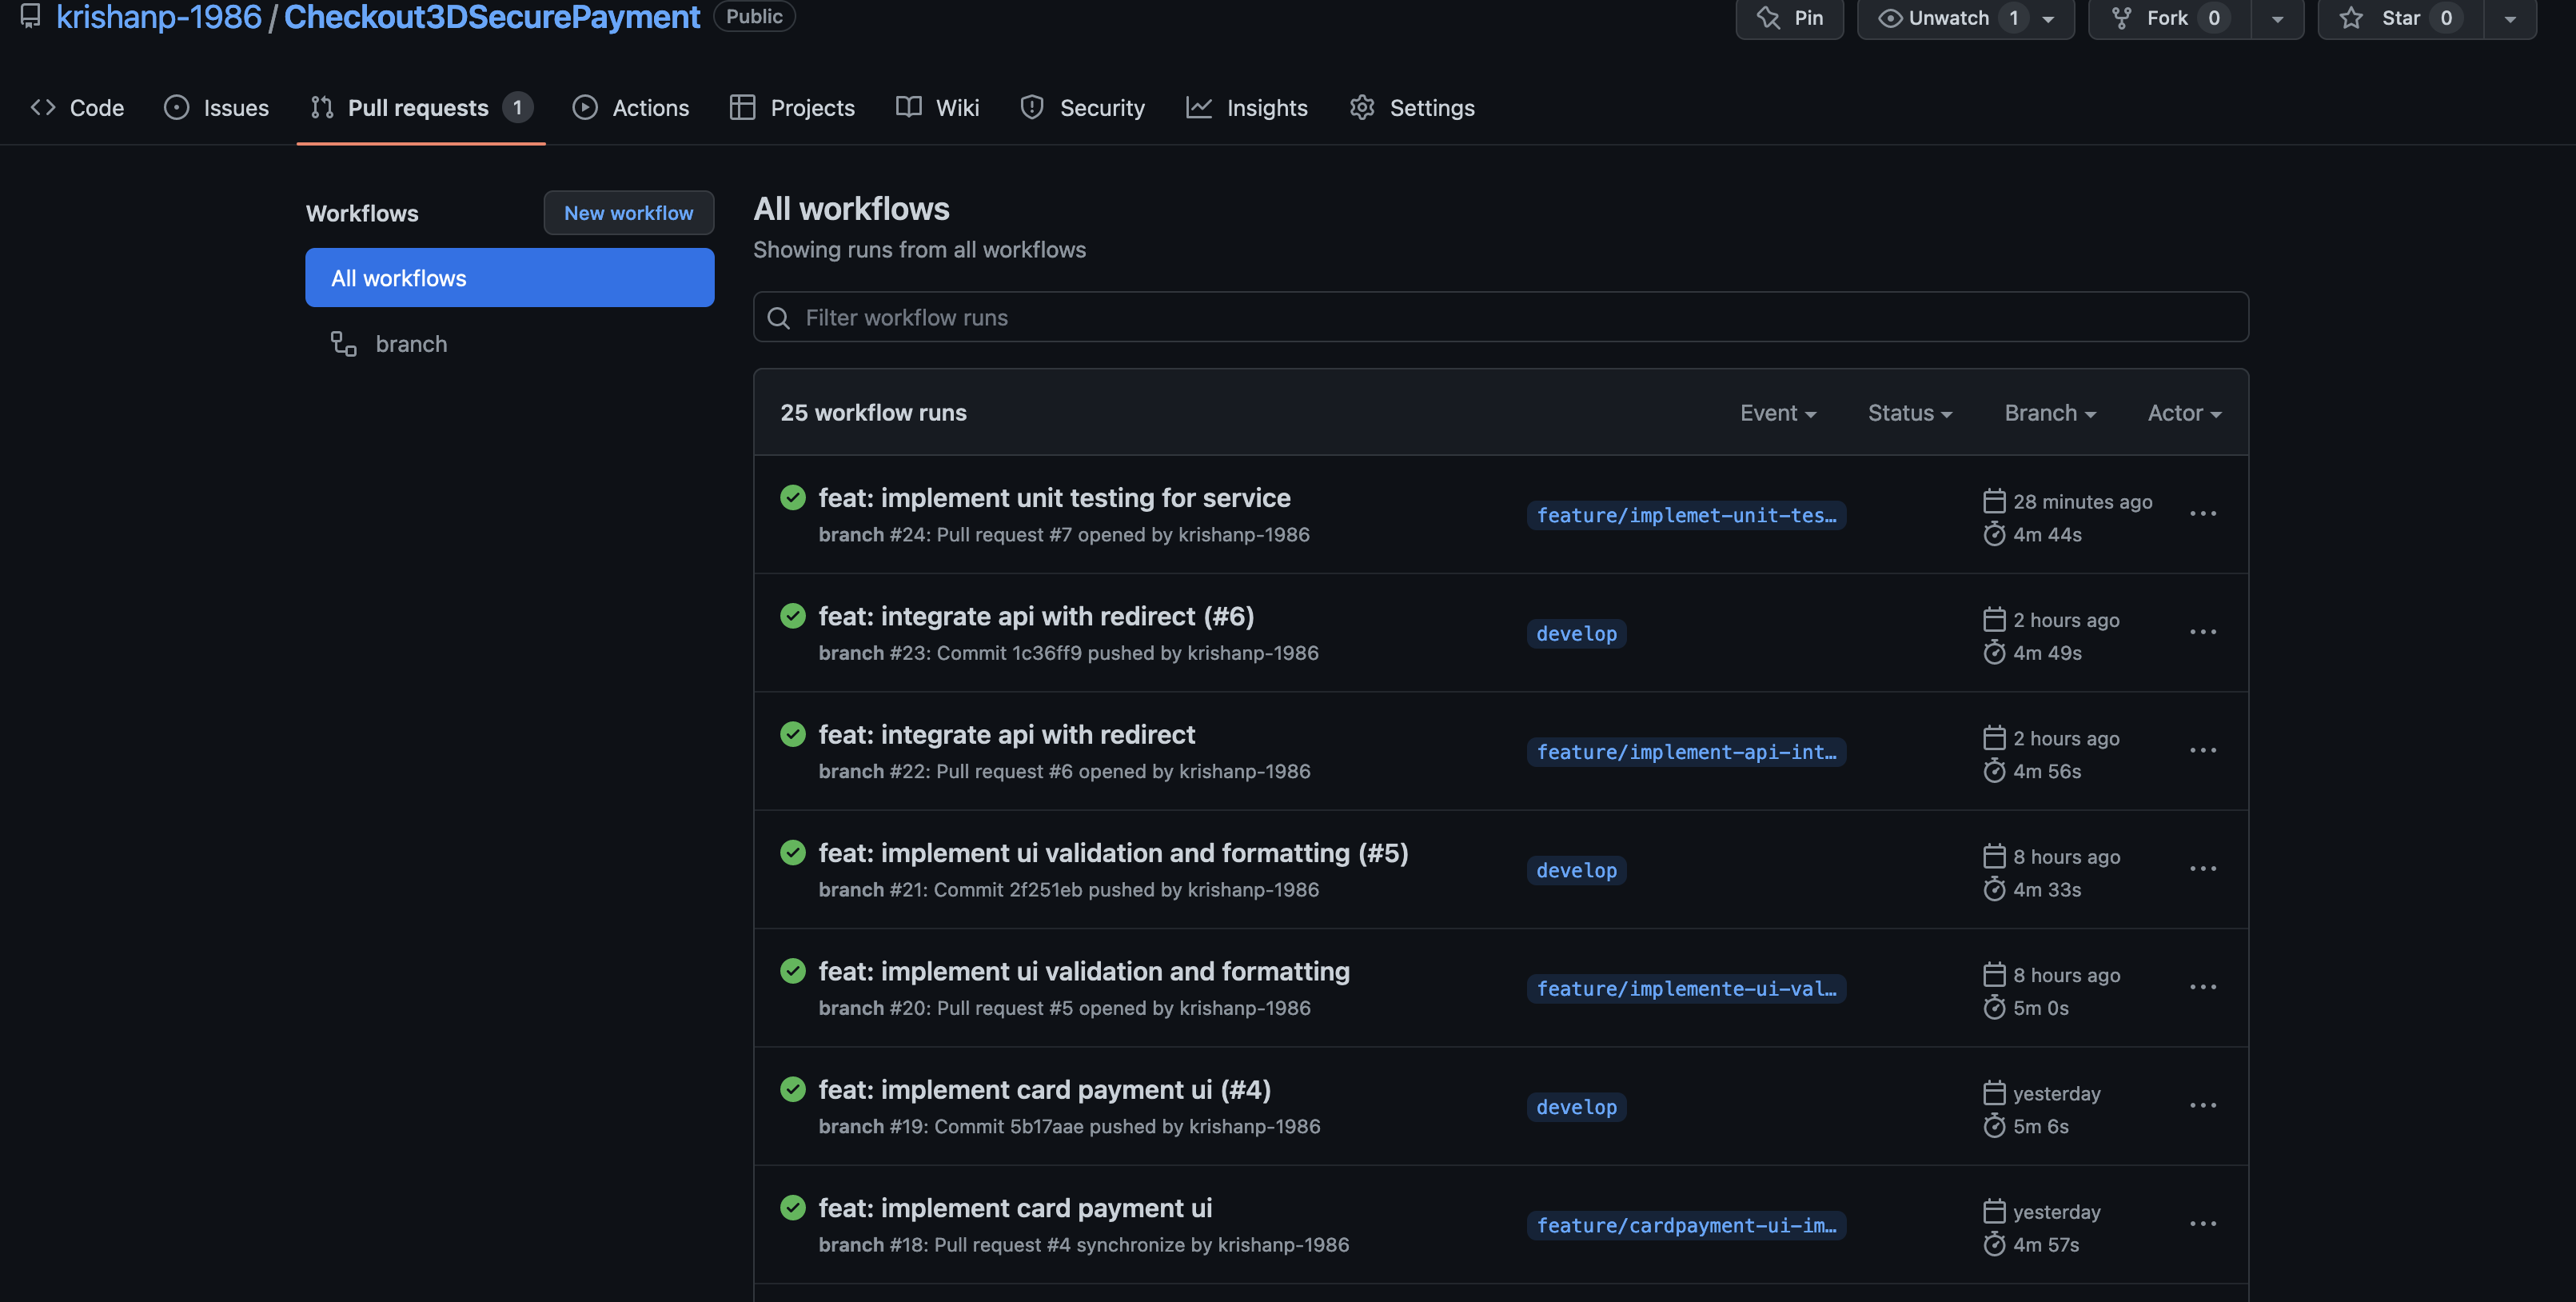 krishanp-1986 / Checkout3DSecurePayment Public Pin Unwatch 1 Fork 0 Star 0
Code Issues Pull requests 1 Actions Projects Wiki Security Insights Settings
Workflows New workflow
All workflows
branch
All workflows
Showing runs from all workflows
Filter workflow runs
25 workflow runs Event Status Branch Actor
feat: implement unit testing for service
branch #24: Pull request #7 opened by krishanp-1986
feature/implemet-unit-tes…
28 minutes ago
4m 44s
feat: integrate api with redirect (#6)
branch #23: Commit 1c36ff9 pushed by krishanp-1986
develop
2 hours ago
4m 49s
feat: integrate api with redirect
branch #22: Pull request #6 opened by krishanp-1986
feature/implement-api-int…
2 hours ago
4m 56s
feat: implement ui validation and formatting (#5)
branch #21: Commit 2f251eb pushed by krishanp-1986
develop
8 hours ago
4m 33s
feat: implement ui validation and formatting
branch #20: Pull request #5 opened by krishanp-1986
feature/implemente-ui-val…
8 hours ago
5m 0s
feat: implement card payment ui (#4)
branch #19: Commit 5b17aae pushed by krishanp-1986
develop
yesterday
5m 6s
feat: implement card payment ui
branch #18: Pull request #4 synchronize by krishanp-1986
feature/cardpayment-ui-im…
yesterday
4m 57s